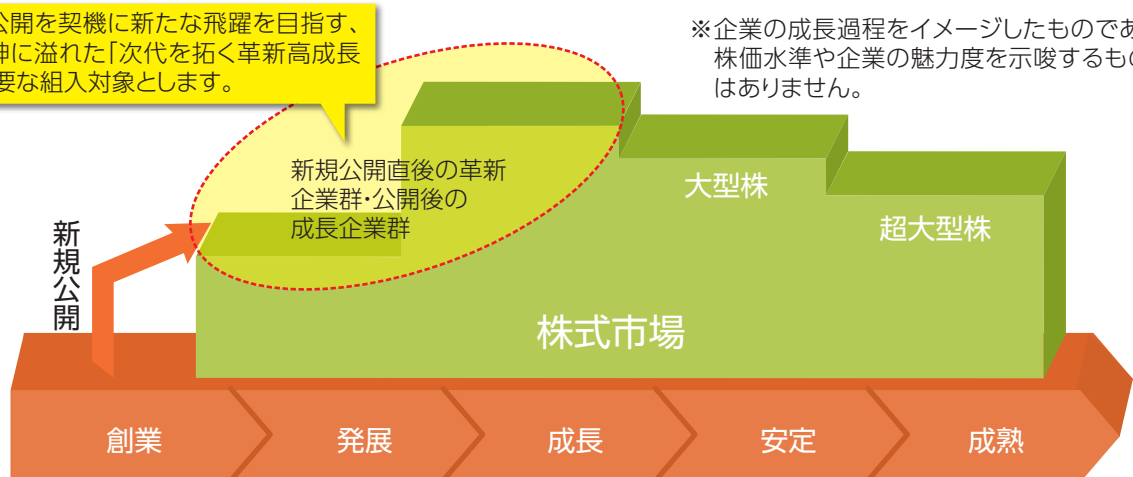 公開を契機に新たな飛躍を目指す、
神に溢れた「次代を拓く革新高成長
要な組入対象とします。
※企業の成長過程をイメージしたものであ
株価水準や企業の魅力度を示唆するもの
はありません。
新規公開直後の革新
企業群・公開後の
成長企業群
大型株
超大型株
新規公開
株式市場
創業
発展
成長
安定
成熟